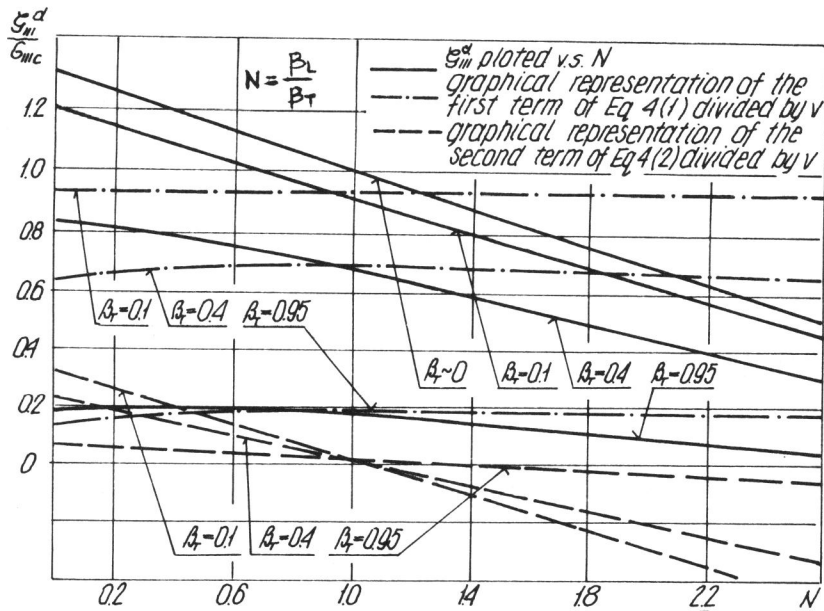 ζ_III^d
G_IIIC
N = β_L / β_T
ζ_III^d ploted v.s. N
graphical representation of the
first term of Eq 4(1) divided by v
graphical representation of the
second term of Eq 4(2) divided by v
1.2
1.0
0.8
0.6
0.4
0.2
0
β_T=0.1 β_T=0.4 β_T=0.95
β_T~0 β_T=0.1 β_T=0.4 β_T=0.95
β_T=0.1 β_T=0.4 β_T=0.95
0.2 0.6 1.0 1.4 1.8 2.2 N